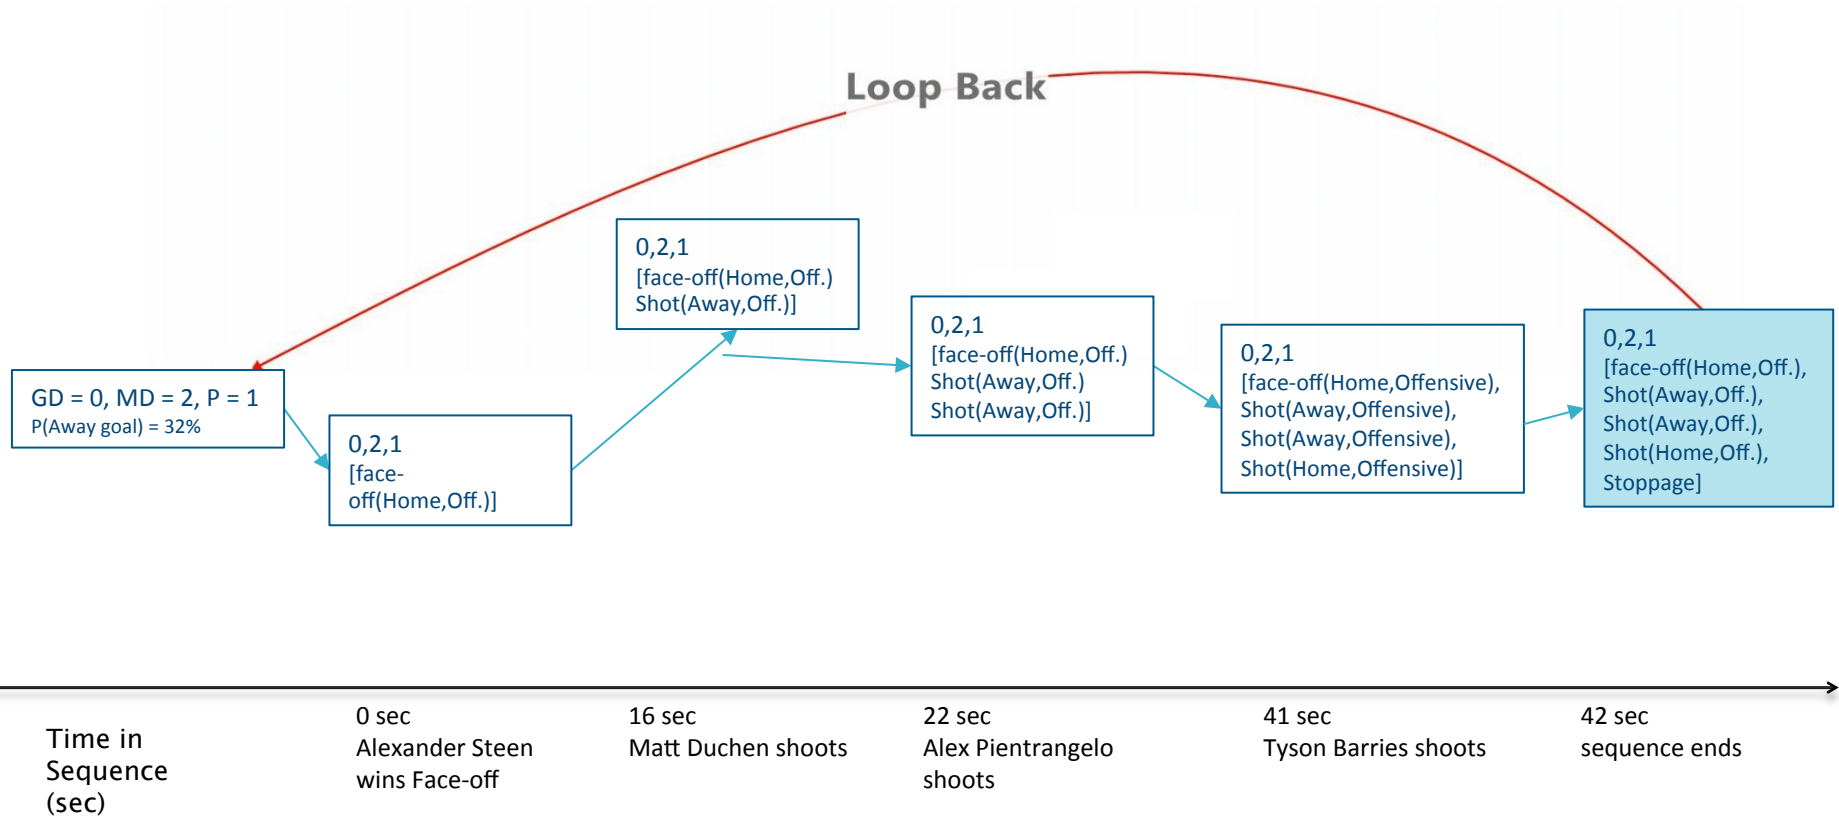 Loop Back
GD = 0, MD = 2, P = 1
P(Away goal) = 32%
0,2,1
[face-
off(Home,Off.)]
0,2,1
[face-off(Home,Off.)
Shot(Away,Off.)]
0,2,1
[face-off(Home,Off.)
Shot(Away,Off.)
Shot(Away,Off.)]
0,2,1
[face-off(Home,Offensive),
Shot(Away,Offensive),
Shot(Away,Offensive),
Shot(Home,Offensive)]
0,2,1
[face-off(Home,Off.),
Shot(Away,Off.),
Shot(Away,Off.),
Shot(Home,Off.),
Stoppage]
Time in
Sequence
(sec)
0 sec
Alexander Steen
wins Face-off
16 sec
Matt Duchen shoots
22 sec
Alex Pientrangelo
shoots
41 sec
Tyson Barries shoots
42 sec
sequence ends